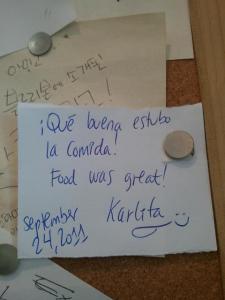 ¡Qué buena estubo
la comida!
Food was great!
Karlita
september
24, 2011